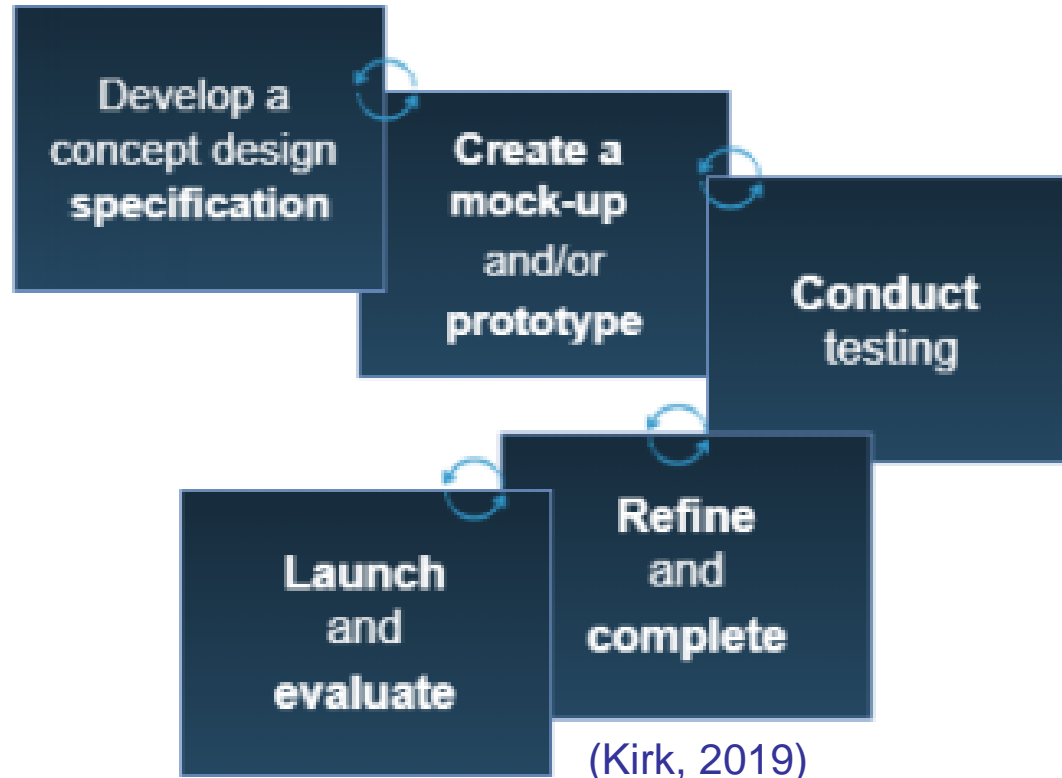 Develop a
concept design
specification
Create a
mock-up
and/or
prototype
Conduct
testing
Refine
and
complete
Launch
and
evaluate
(Kirk, 2019)